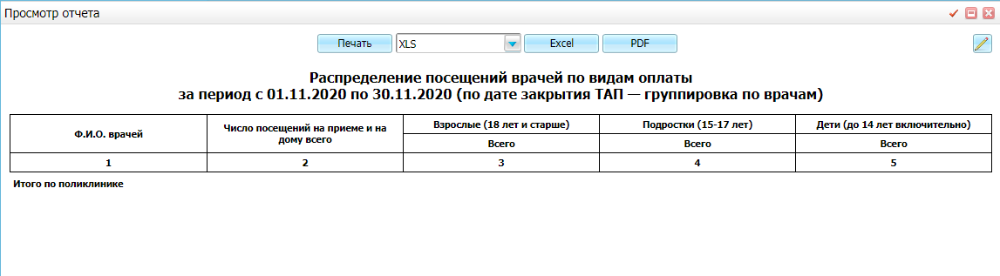 Просмотр отчета
Печать XLS Excel PDF
Распределение посещений врачей по видам оплаты
за период с 01.11.2020 по 30.11.2020 (по дате закрытия ТАП — группировка по врачам)
Ф.И.О. врачей
Число посещений на приеме и на
дому всего
Взрослые (18 лет и старше)
Подростки (15-17 лет)
Дети (до 14 лет включительно)
Всего Всего Всего
1 2 3 4 5
Итого по поликлинике